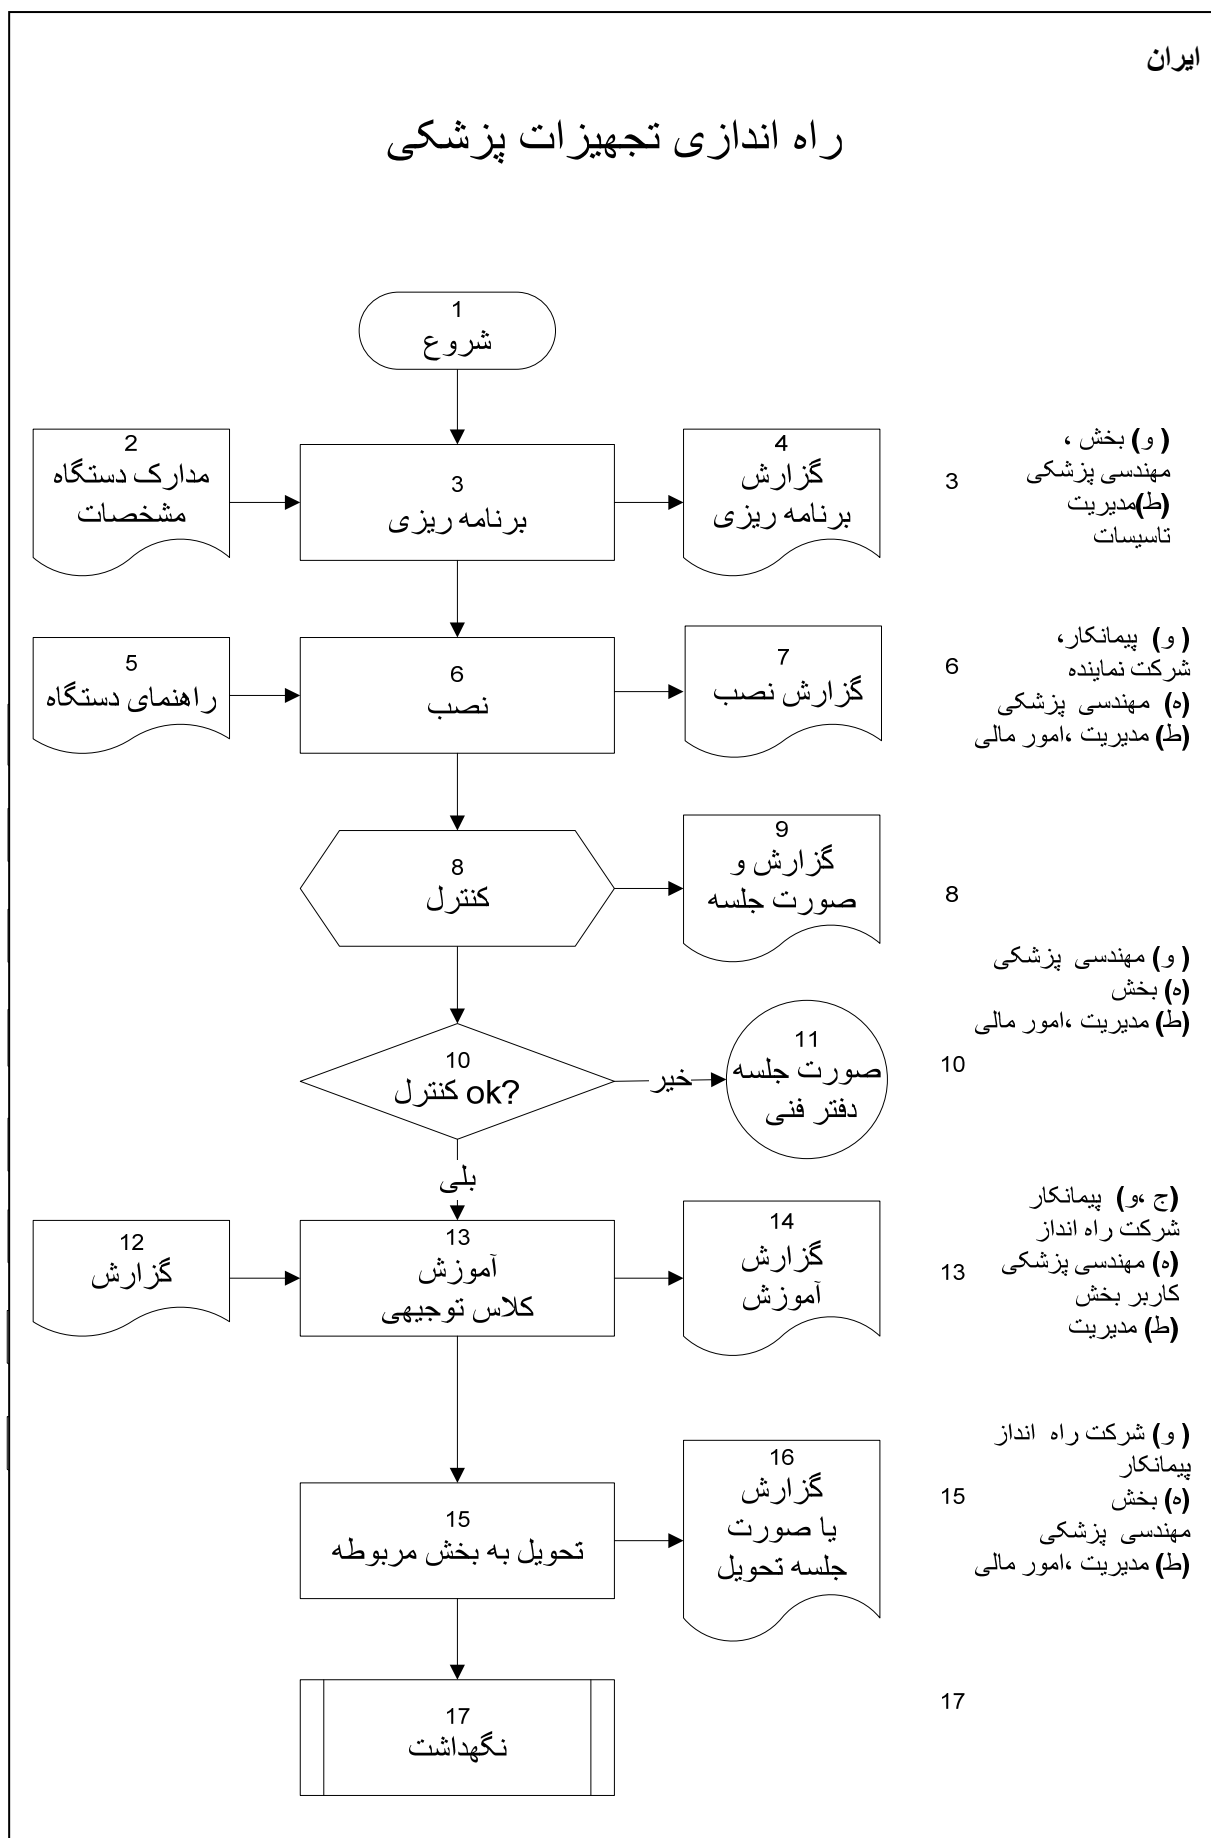 ایران
راه اندازی تجهیزات پزشکی
1
شروع
2
مدارک دستگاه
مشخصات
3
برنامه ریزی
4
گزارش
برنامه ریزی
3
( و) بخش ،
مهندسی پزشکی
(ط)مدیریت
تاسیسات
5
راهنمای دستگاه
6
نصب
7
گزارش نصب
6
( و) پیمانکار،
شرکت نماینده
(ه) مهندسی پزشکی
(ط) مدیریت ،امور مالی
8
کنترل
9
گزارش و
صورت جلسه
8
( و) مهندسی پزشکی
(ه) بخش
(ط) مدیریت ،امور مالی
10
کنترل ok?
خیر
11
صورت جلسه
دفتر فنی
10
بلی
12
گزارش
13
آموزش
کلاس توجیهی
14
گزارش
آموزش
13
(ج ،و) پیمانکار
شرکت راه انداز
(ه) مهندسی پزشکی
کاربر بخش
(ط) مدیریت
15
تحویل به بخش مربوطه
16
گزارش
یا صورت
جلسه تحویل
15
( و) شرکت راه انداز
پیمانکار
(ه) بخش
مهندسی پزشکی
(ط) مدیریت ،امور مالی
17
نگهداشت
17